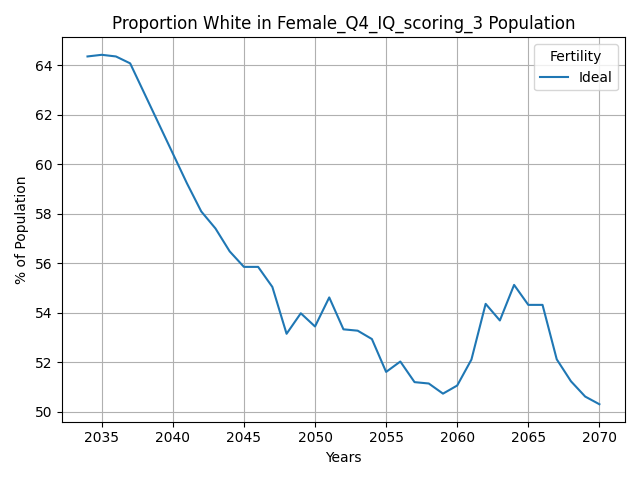 Proportion White in Female_Q4_IQ_scoring_3 Population
Fertility
Ideal
% of Population
64
62
60
58
56
54
52
50
2035 2040 2045 2050 2055 2060 2065 2070
Years